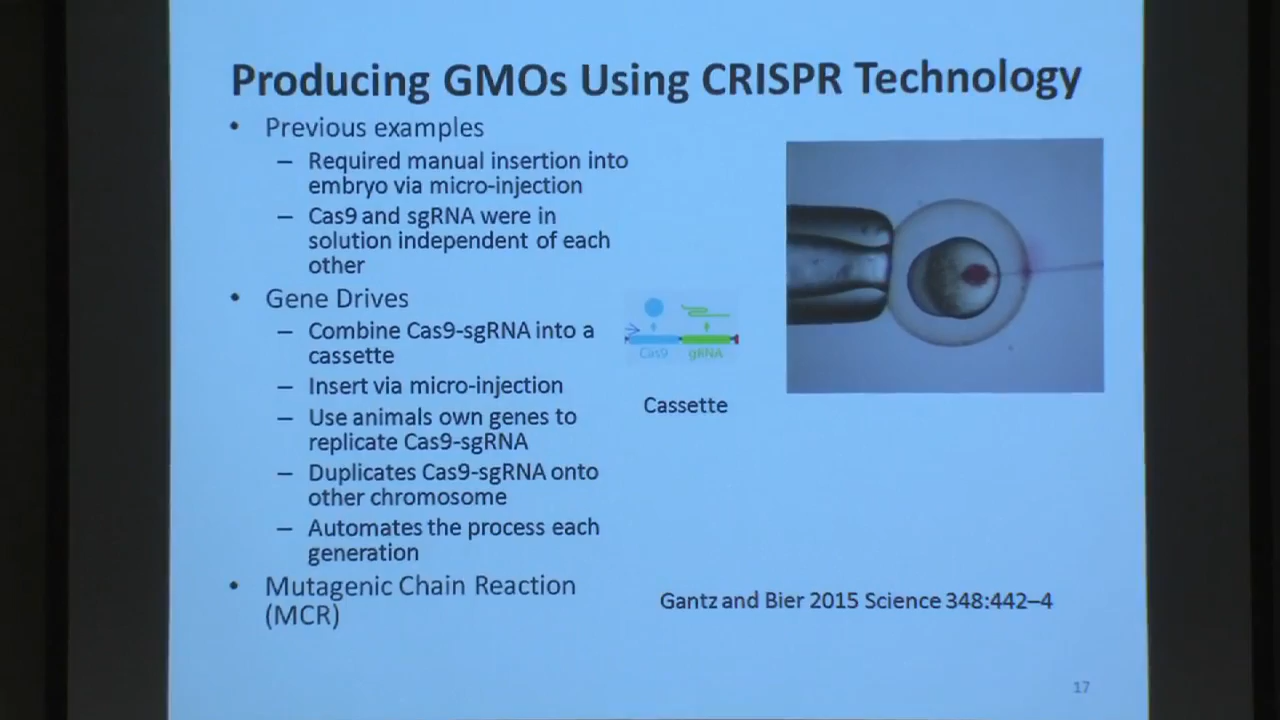 Producing GMOs Using CRISPR Technology
• Previous examples
– Required manual insertion into
embryo via micro-injection
– Cas9 and sgRNA were in
solution independent of each
other
• Gene Drives
– Combine Cas9-sgRNA into a
cassette
– Insert via micro-injection
– Use animals own genes to
replicate Cas9-sgRNA
– Duplicates Cas9-sgRNA onto
other chromosome
– Automates the process each
generation
• Mutagenic Chain Reaction
(MCR)
Cas9 gRNA
Cassette
Gantz and Bier 2015 Science 348:442–4
17